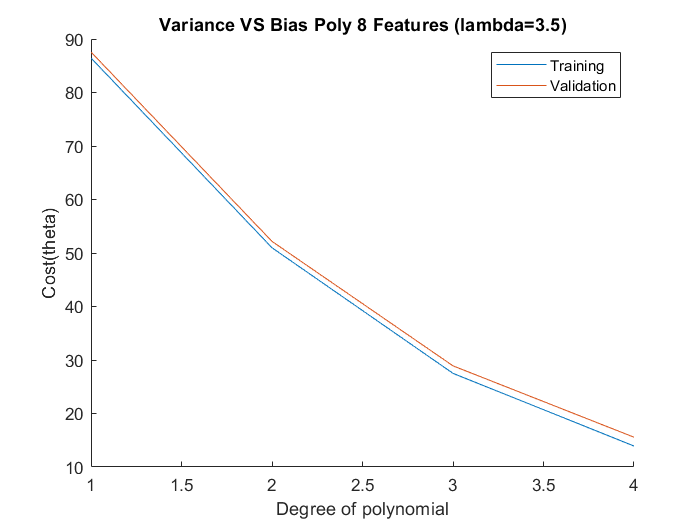 Variance VS Bias Poly 8 Features (lambda=3.5)
Training
Validation
90
80
70
60
50
40
30
20
10
Cost(theta)
1 1.5 2 2.5 3 3.5 4
Degree of polynomial